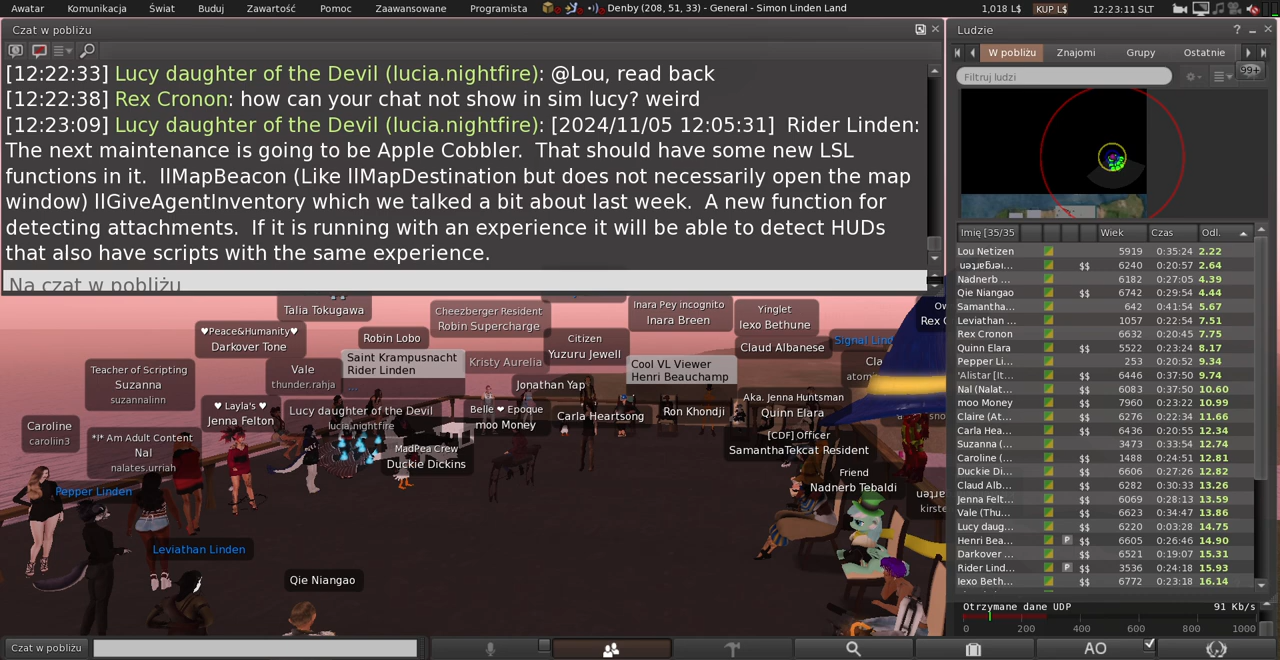 Awatar Komunikacja Świat Buduj Zawartość Pomoc Zaawansowane Programista Denby (208, 51, 33) - General - Simon Linden Land 1,018 L$ KUP L$ 12:23:11 SLT
Czat w pobliżu
[12:22:33] Lucy daughter of the Devil (lucia.nightfire): @Lou, read back
[12:22:38] Rex Cronon: how can your chat not show in sim lucy? weird
[12:23:09] Lucy daughter of the Devil (lucia.nightfire): [2024/11/05 12:05:31] Rider Linden:
The next maintenance is going to be Apple Cobbler. That should have some new LSL
functions in it. llMapBeacon (Like llMapDestination but does not necessarily open the map
window) llGiveAgentInventory which we talked a bit about last week. A new function for
detecting attachments. If it is running with an experience it will be able to detect HUDs
that also have scripts with the same experience.
Na czat w pobliżu
Talia Tokugawa
Cheezberger Resident
Robin Supercharge
Inara Pey incognito
Inara Breen
Yinglet
Iexo Bethune
Rex C
♥Peace&Humanity♥
Darkover Tone
Robin Lobo
Citizen
Yuzuru Jewell
Claud Albanese
Signal Lind
Saint Krampusnacht
Rider Linden
Kristy Aurelia
Cool VL Viewer
Henri Beauchamp
Cla
atomi
Teacher of Scripting
Suzanna
suzannalinn
Vale
thunder.rahja
Jonathan Yap
Aka. Jenna Huntsman
Quinn Elara
♥ Layla's ♥
Jenna Felton
Lucy daughter of the Devil
lucia.nightfire
Belle ♥ Epoque
moo Money
Carla Heartsong
Ron Khondji
Caroline
caroliin3
*!* Am Adult Content
Nal
nalates.urriah
MadPea Crew
Duckie Dickins
[CDF] Officer
SamanthaTekcat Resident
Friend
Nadnerb Tebaldi
kirste
Pepper Linden
Leviathan Linden
Qie Niangao
Czat w pobliżu
Ludzie
W pobliżu Znajomi Grupy Ostatnie
Filtruj ludzi 99+
Imię [35/35 Wiek Czas Odl.
Lou Netizen 5919 0:35:24 2.22
$$ 6240 0:20:57 2.64
Nadnerb ... 6182 0:27:05 4.39
Qie Niangao $$ 6742 0:29:54 4.44
Samantha... 642 0:41:54 5.67
Leviathan ... 1057 0:22:54 7.51
Rex Cronon 6632 0:20:45 7.75
Quinn Elara $$ 5522 0:23:24 8.17
Pepper Li... 253 0:20:52 9.34
'Alistar [It... $$ 6446 0:37:50 9.74
Nal (Nalat... $$ 6083 0:37:50 10.60
moo Money $$ 7960 0:23:22 10.99
Claire (At... $$ 6276 0:22:34 11.66
Carla Hea... $$ 6436 0:20:55 12.34
Suzanna (... 3473 0:33:54 12.74
Caroline (... $$ 1488 0:24:51 12.81
Duckie Di... $$ 6606 0:27:26 12.82
Claud Alb... $$ 6282 0:30:33 13.26
Jenna Felt... $$ 6069 0:28:13 13.59
Vale (Thu... $$ 6623 0:34:47 13.86
Lucy daug... $$ 6220 0:03:28 14.75
Henri Bea... P $$ 6605 0:26:46 14.90
Darkover ... $$ 6521 0:19:07 15.31
Rider Lind... P $$ 3536 0:24:18 15.93
Iexo Beth... $$ 6772 0:23:18 16.14
Otrzymane dane UDP 91 Kb/s
0 200 400 600 800 1000
AO